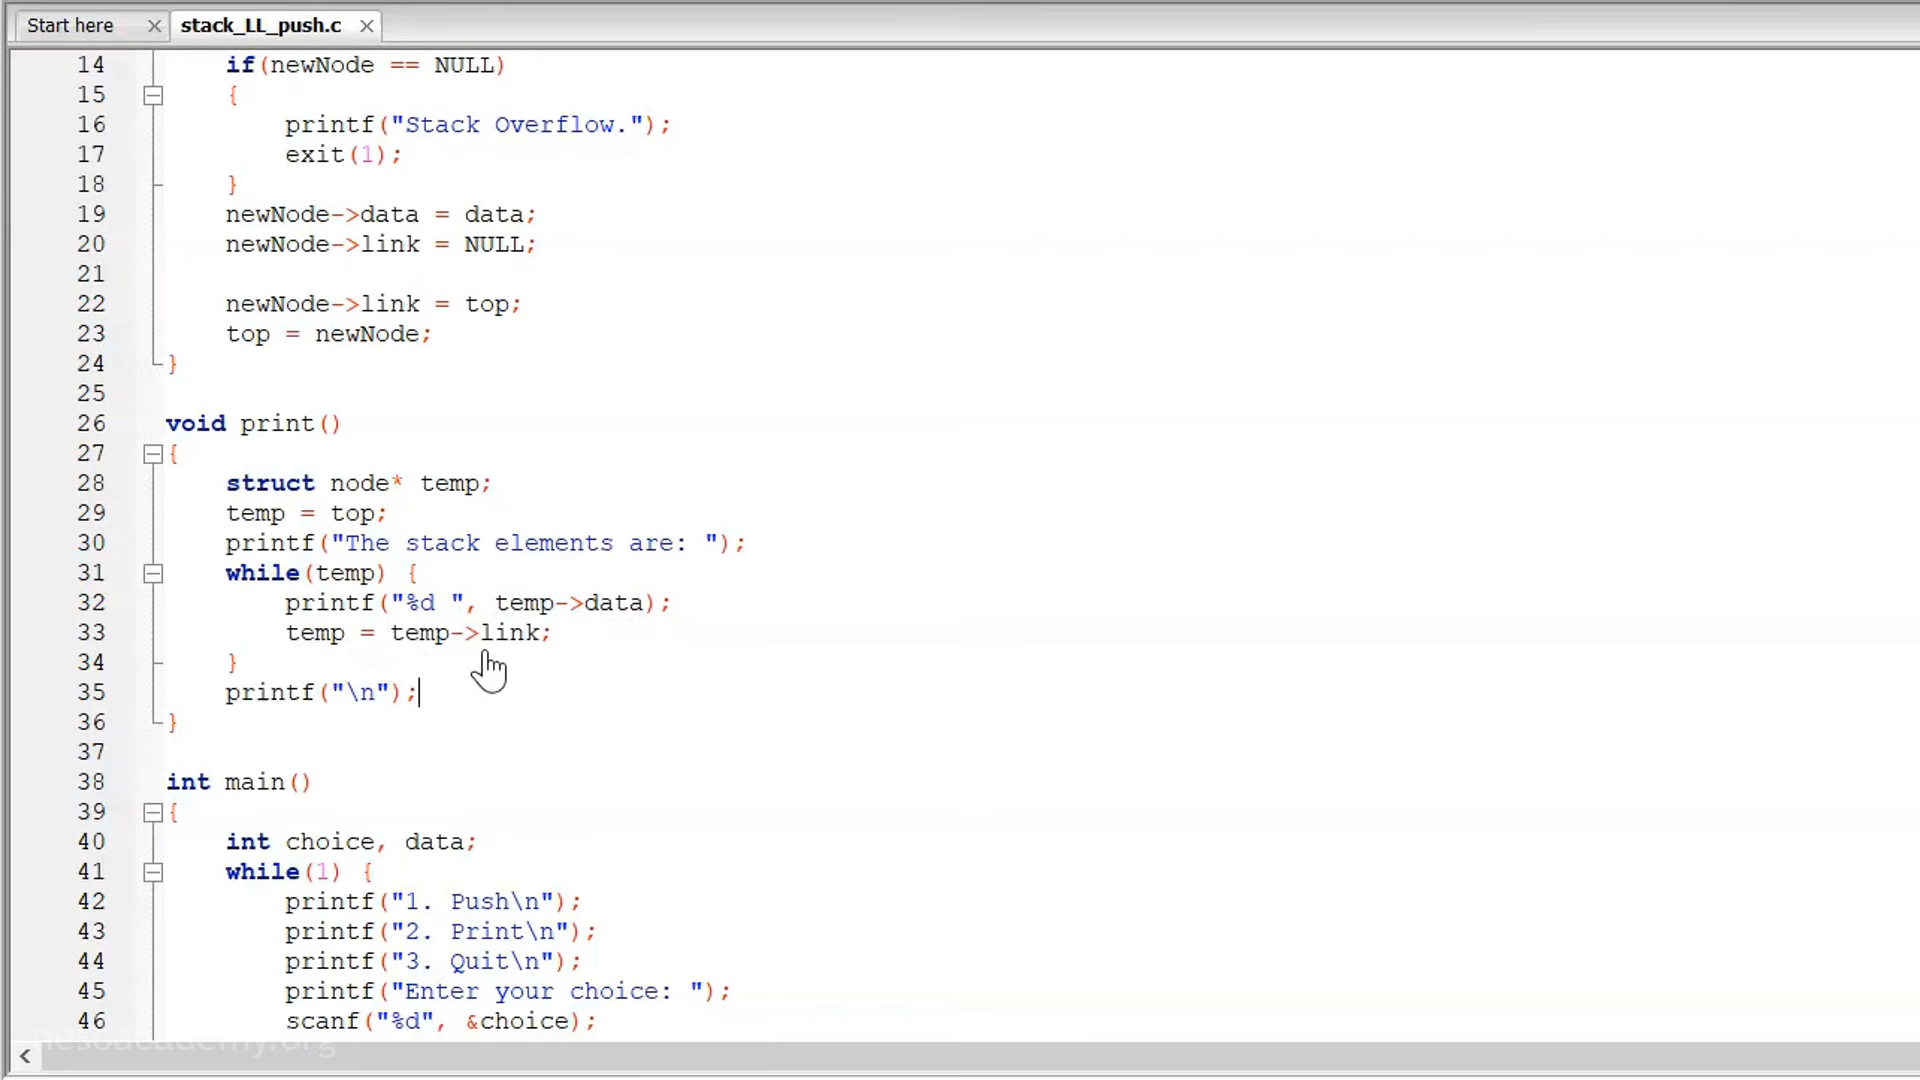 Start here
stack_LL_push.c
14 if(newNode == NULL)
15 {
16 printf("Stack Overflow.");
17 exit(1);
18 }
19 newNode->data = data;
20 newNode->link = NULL;
21
22 newNode->link = top;
23 top = newNode;
24 }
25
26 void print()
27 {
28 struct node* temp;
29 temp = top;
30 printf("The stack elements are: ");
31 while(temp) {
32 printf("%d ", temp->data);
33 temp = temp->link;
34 }
35 printf("\n");
36 }
37
38 int main()
39 {
40 int choice, data;
41 while(1) {
42 printf("1. Push\n");
43 printf("2. Print\n");
44 printf("3. Quit\n");
45 printf("Enter your choice: ");
46 scanf("%d", &choice);
nesoacademy.org